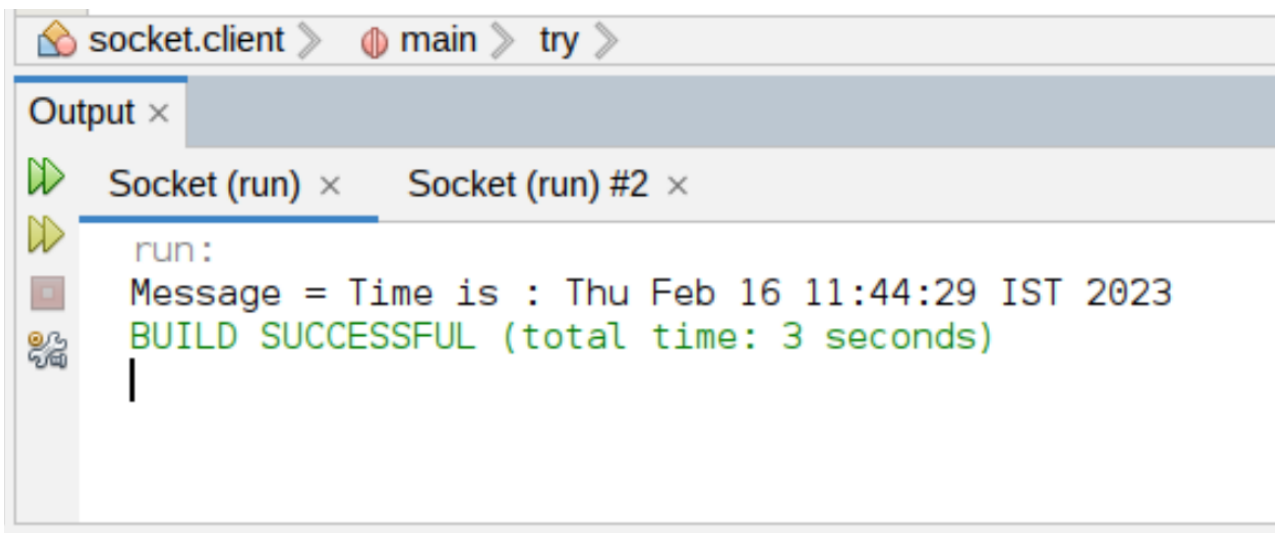 socket.client main try
Output
Socket (run) Socket (run) #2
run:
Message = Time is : Thu Feb 16 11:44:29 IST 2023
BUILD SUCCESSFUL (total time: 3 seconds)